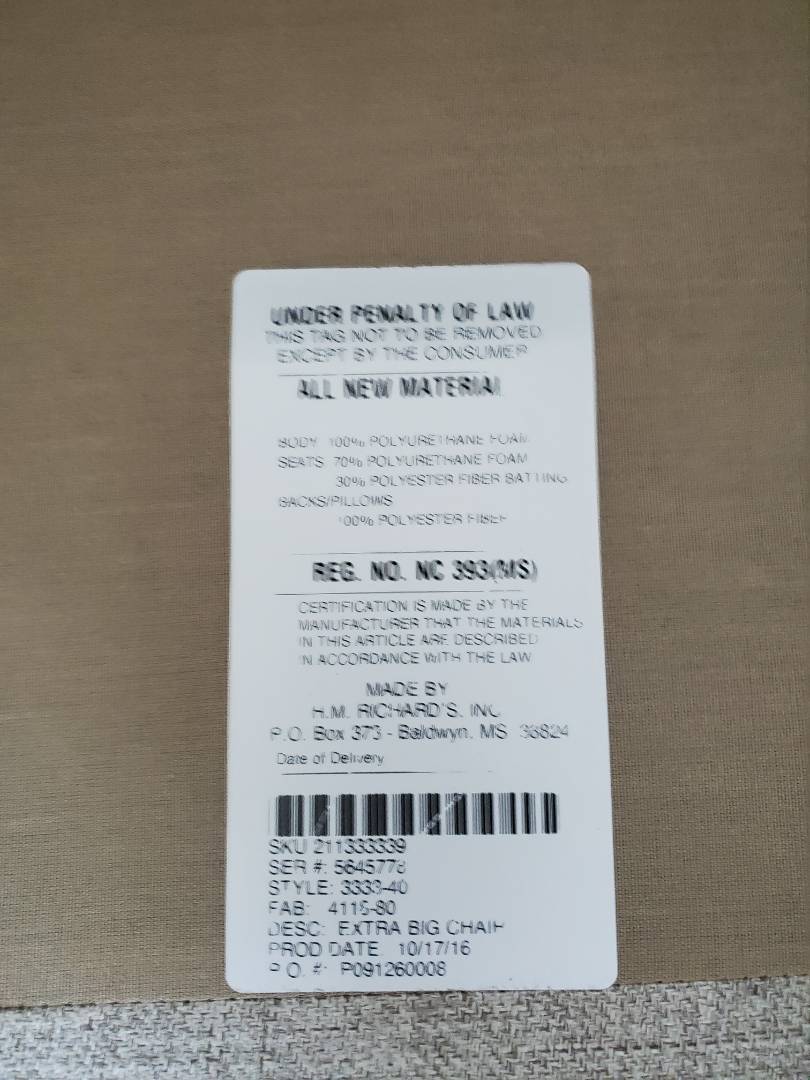 UNDER PENALTY OF LAW
THIS TAG NOT TO BE REMOVED
EXCEPT BY THE CONSUMER
ALL NEW MATERIAL
BODY 100% POLYURETHANE FOAM
SEATS 70% POLYURETHANE FOAM
30% POLYESTER FIBER BATTING
BACKS/PILLOWS
100% POLYESTER FIBER
REG. NO. NC 393(MS)
CERTIFICATION IS MADE BY THE
MANUFACTURER THAT THE MATERIALS
IN THIS ARTICLE ARE DESCRIBED
IN ACCORDANCE WITH THE LAW
MADE BY
H.M. RICHARD'S, INC.
P.O. Box 373 - Baldwyn, MS 38824
Date of Delivery
SKU 211333339
SER #:
STYLE: 3333-40
FAB:
DESC: EXTRA BIG CHAIR
PROD DATE 10/17/16
P.O. #: P091260008